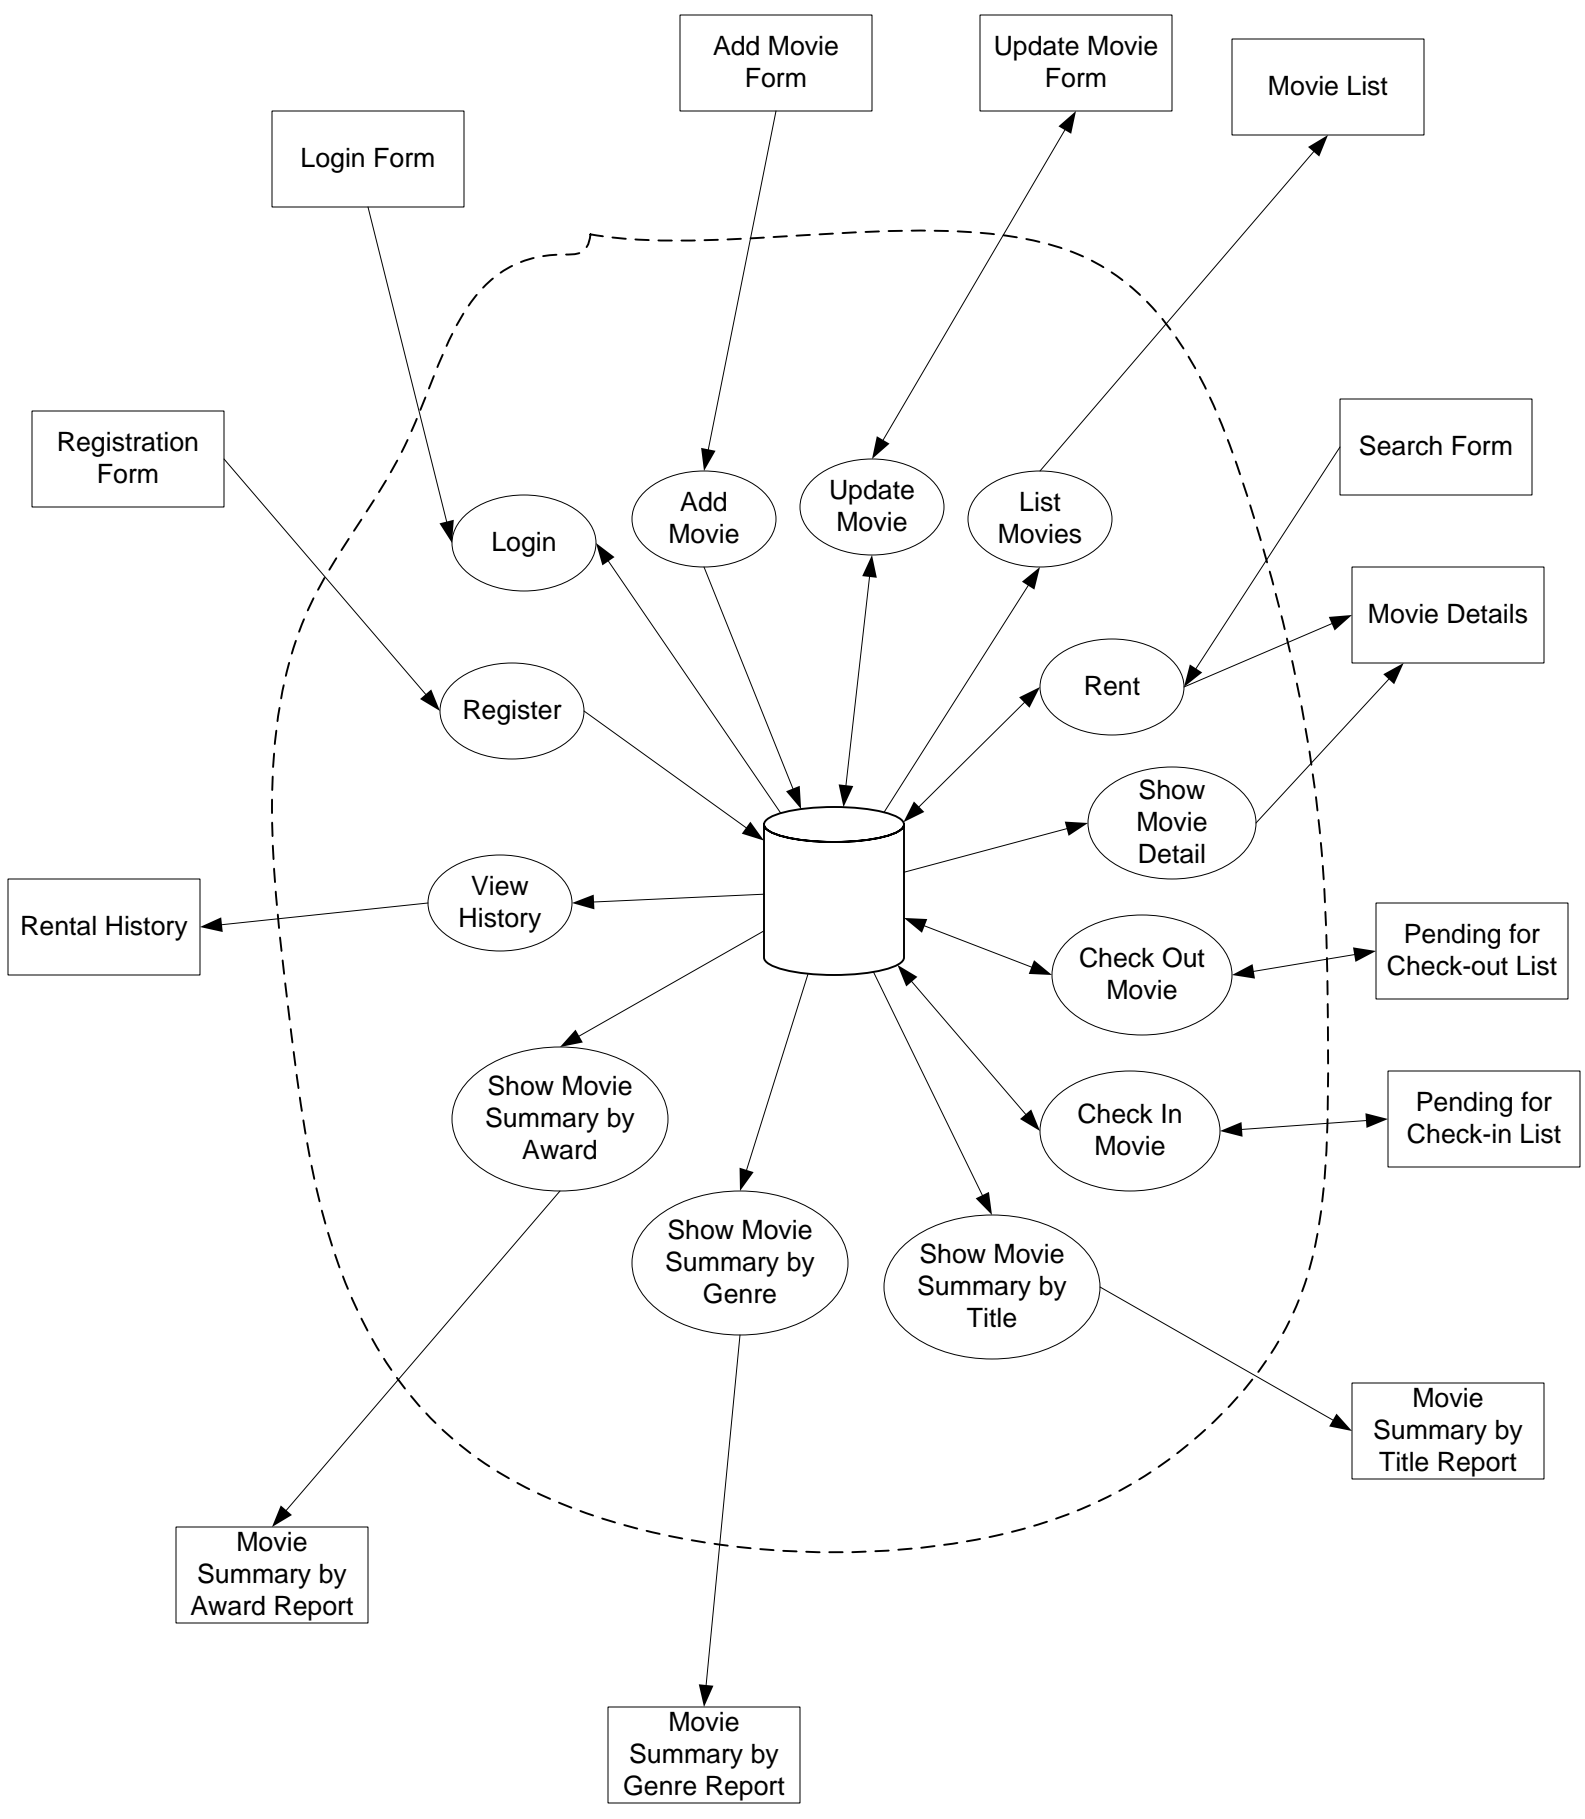 Add Movie
Form
Update Movie
Form
Movie List
Login Form
Registration
Form
Search Form
Login
Add
Movie
Update
Movie
List
Movies
Movie Details
Register
Rent
Show
Movie
Detail
Rental History
View
History
Check Out
Movie
Pending for
Check-out List
Show Movie
Summary by
Award
Check In
Movie
Pending for
Check-in List
Show Movie
Summary by
Genre
Show Movie
Summary by
Title
Movie
Summary by
Title Report
Movie
Summary by
Award Report
Movie
Summary by
Genre Report